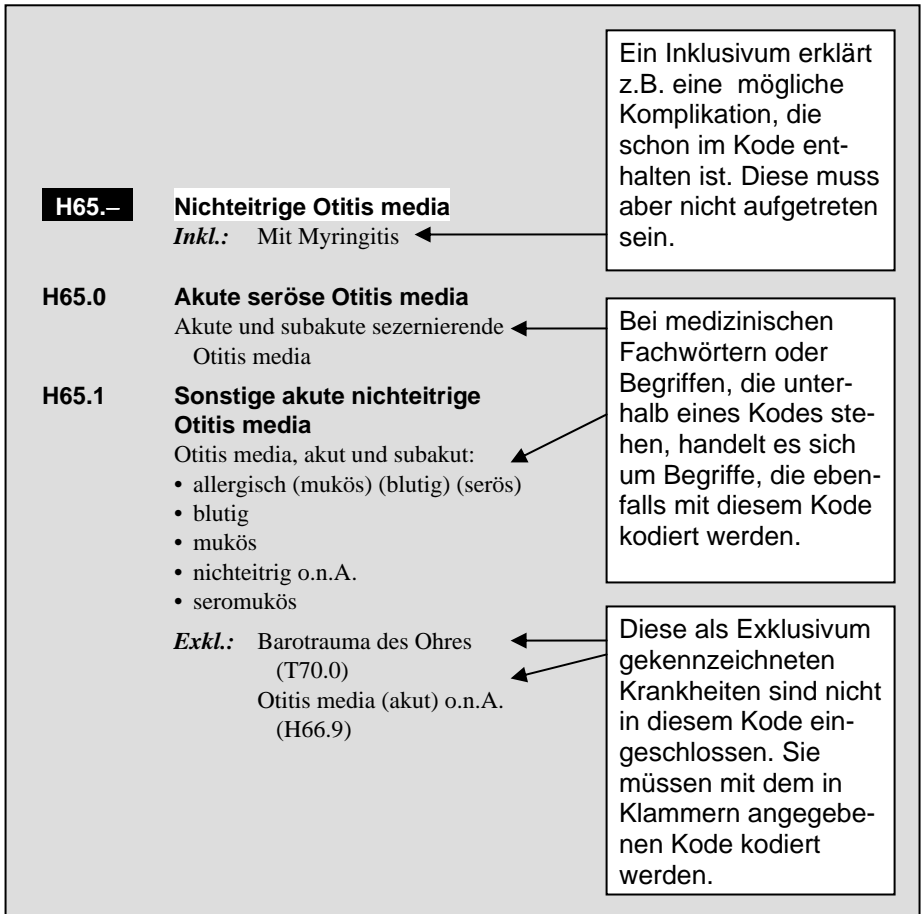 Ein Inklusivum erklärt
z.B. eine mögliche
Komplikation, die
schon im Kode ent-
halten ist. Diese muss
aber nicht aufgetreten
sein.
H65.– Nichteitrige Otitis media
Inkl.: Mit Myringitis
H65.0 Akute seröse Otitis media
Akute und subakute sezernierende
Otitis media
H65.1 Sonstige akute nichteitrige
Otitis media
Otitis media, akut und subakut:
• allergisch (mukös) (blutig) (serös)
• blutig
• mukös
• nichteitrig o.n.A.
• seromukös
Bei medizinischen
Fachwörtern oder
Begriffen, die unter-
halb eines Kodes ste-
hen, handelt es sich
um Begriffe, die eben-
falls mit diesem Kode
kodiert werden.
Exkl.: Barotrauma des Ohres
(T70.0)
Otitis media (akut) o.n.A.
(H66.9)
Diese als Exklusivum
gekennzeichneten
Krankheiten sind nicht
in diesem Kode ein-
geschlossen. Sie
müssen mit dem in
Klammern angegebe-
nen Kode kodiert
werden.